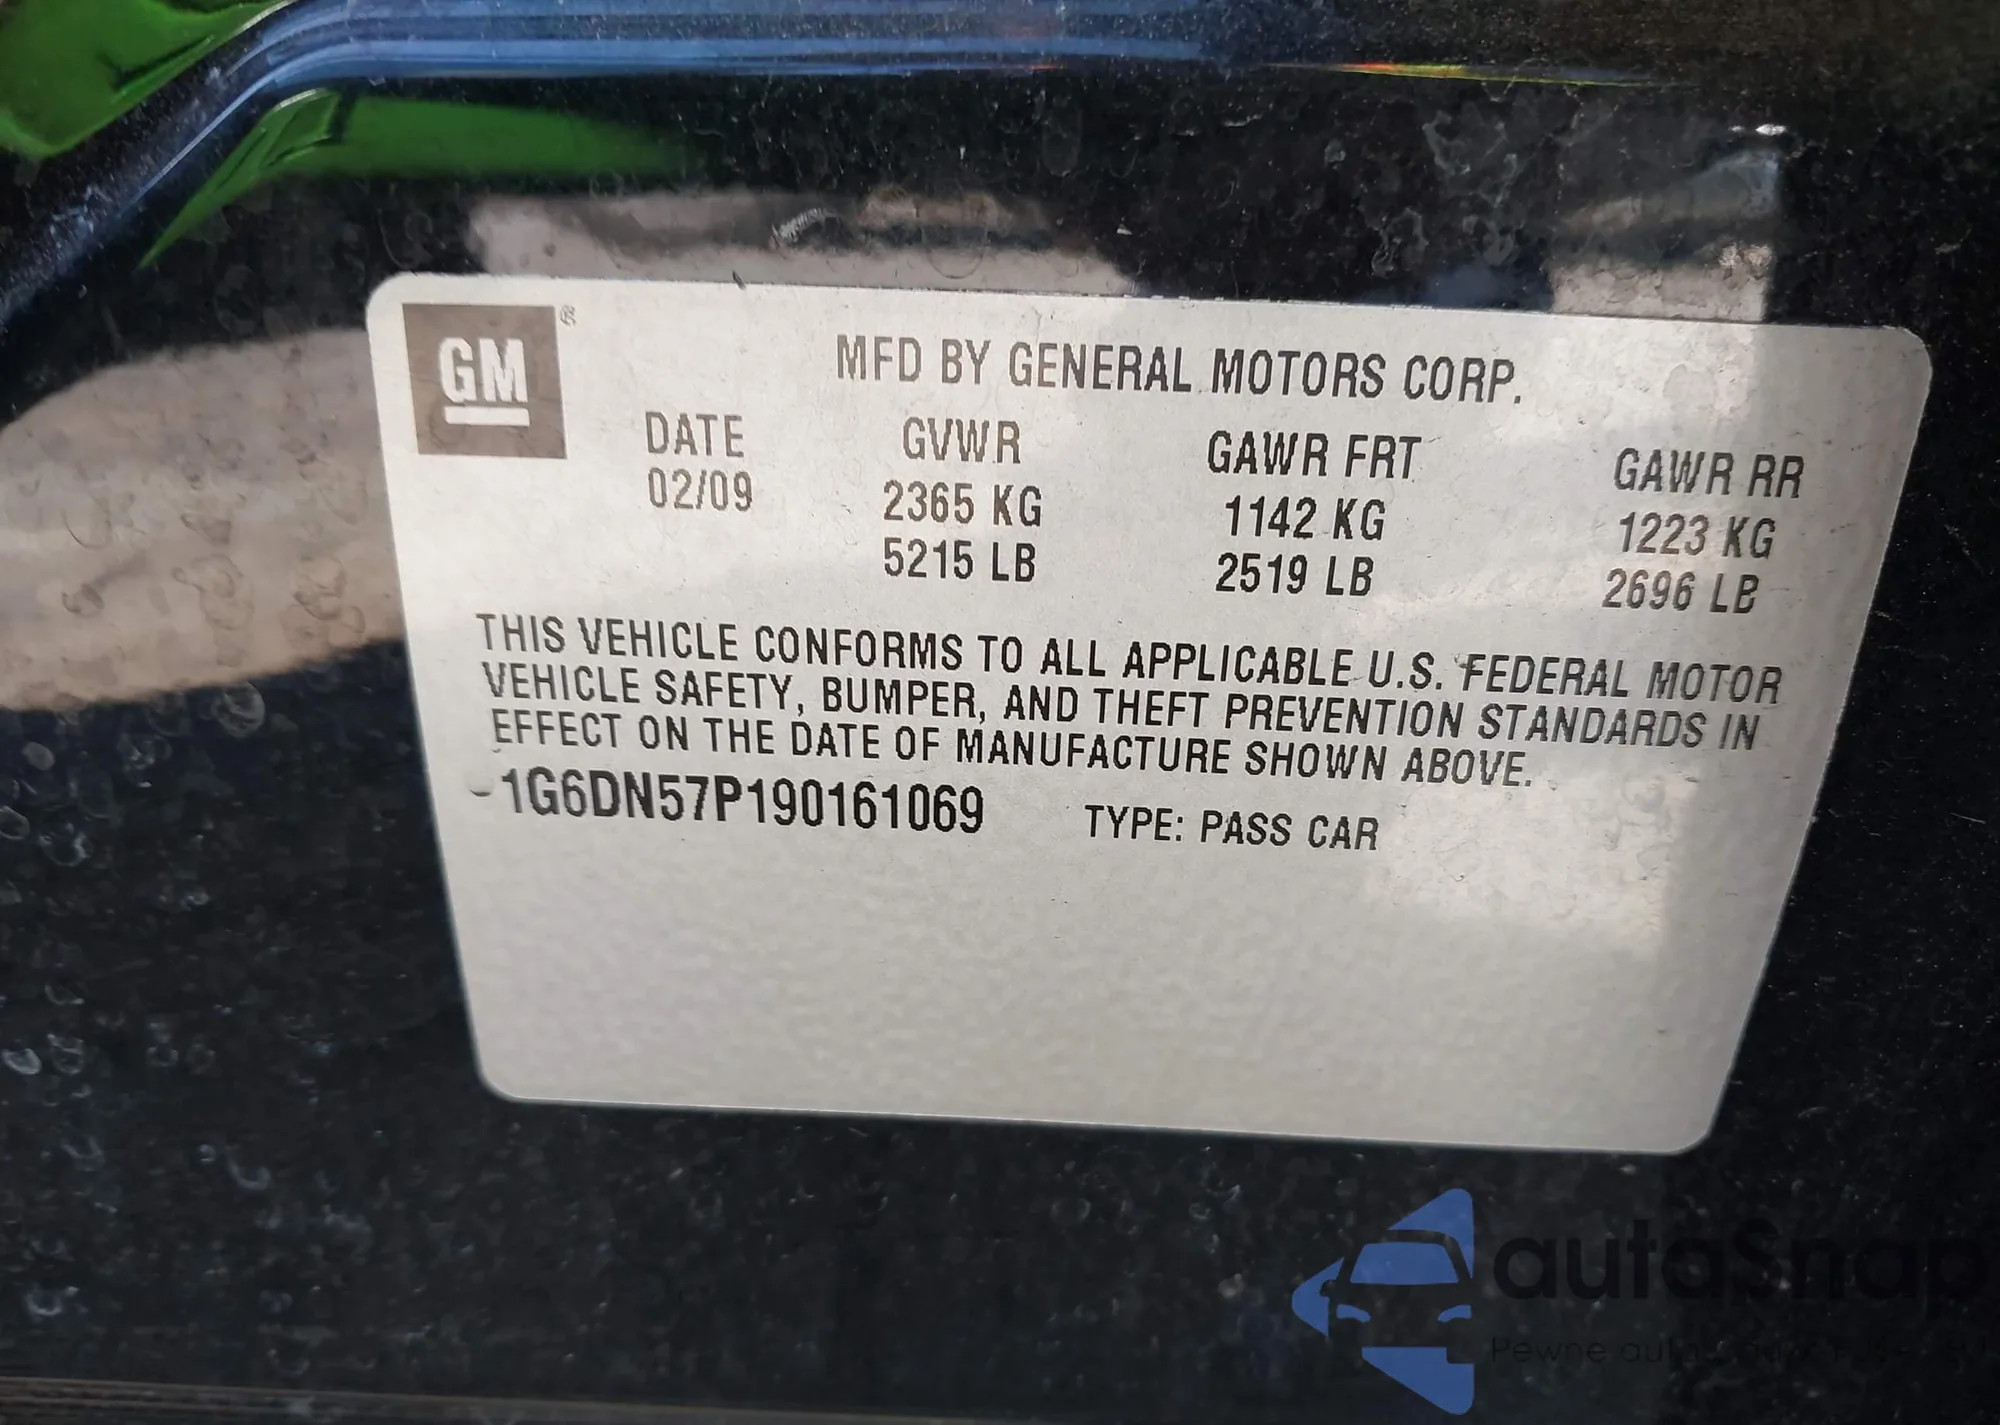 GM ®
MFD BY GENERAL MOTORS CORP.
DATE GVWR GAWR FRT GAWR RR
02/09 2365 KG 1142 KG 1223 KG
5215 LB 2519 LB 2696 LB
THIS VEHICLE CONFORMS TO ALL APPLICABLE U.S. FEDERAL MOTOR
VEHICLE SAFETY, BUMPER, AND THEFT PREVENTION STANDARDS IN
EFFECT ON THE DATE OF MANUFACTURE SHOWN ABOVE.
1G6DN57P190161069 TYPE: PASS CAR
autoSnap
Pewne